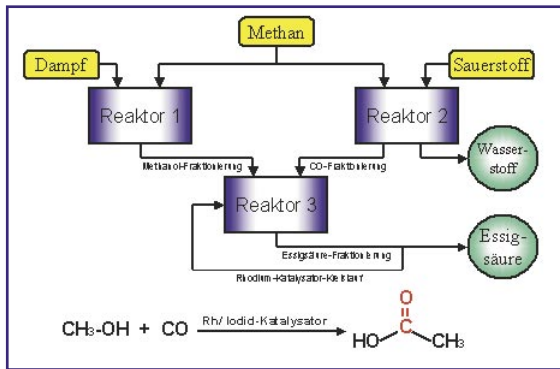 Methan
Dampf
Sauerstoff
Reaktor 1
Reaktor 2
Methanol-Fraktionierung
CO-Fraktionierung
Wasser-
stoff
Reaktor 3
Essigsäure-Fraktionierung
Essig-
säure
Rhodium-Katalysator-Kreislauf
CH₃-OH + CO
Rh/Iodid-Katalysator
O
HO
C
CH₃